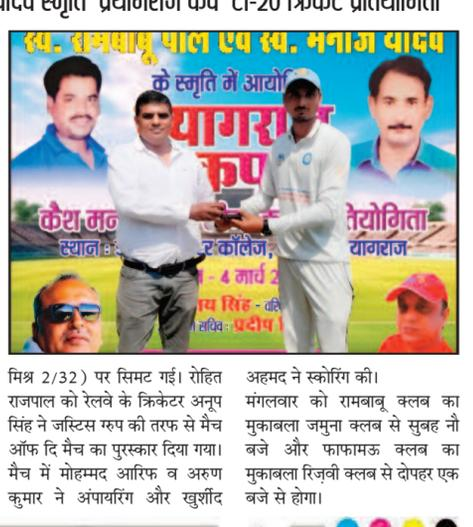 यादव स्मृति प्रयागराज कप टी-20 क्रिकेट प्रतियोगिता
स्व. रामबाबू पाल एवं स्व. मनोज यादव
के स्मृति में आयो
यागरा
कप
कैश मन
तियोगिता
स्थान :
र कॉलेज,
यागराज
- 4 मार्च 2
य सिंह -
सचिव: प्रदीप
मिश्र 2/32) पर सिमट गई। रोहित
राजपाल को रेलवे के क्रिकेटर अनूप
सिंह ने जस्टिस ग्रुप की तरफ से मैच
ऑफ दि मैच का पुरस्कार दिया गया।
मैच में मोहम्मद आरिफ व अरुण
कुमार ने अंपायरिंग और खुर्शीद
अहमद ने स्कोरिंग की।
मंगलवार को रामबाबू क्लब का
मुकाबला जमुना क्लब से सुबह नौ
बजे और फाफामऊ क्लब का
मुकाबला रिज़वी क्लब से दोपहर एक
बजे से होगा।